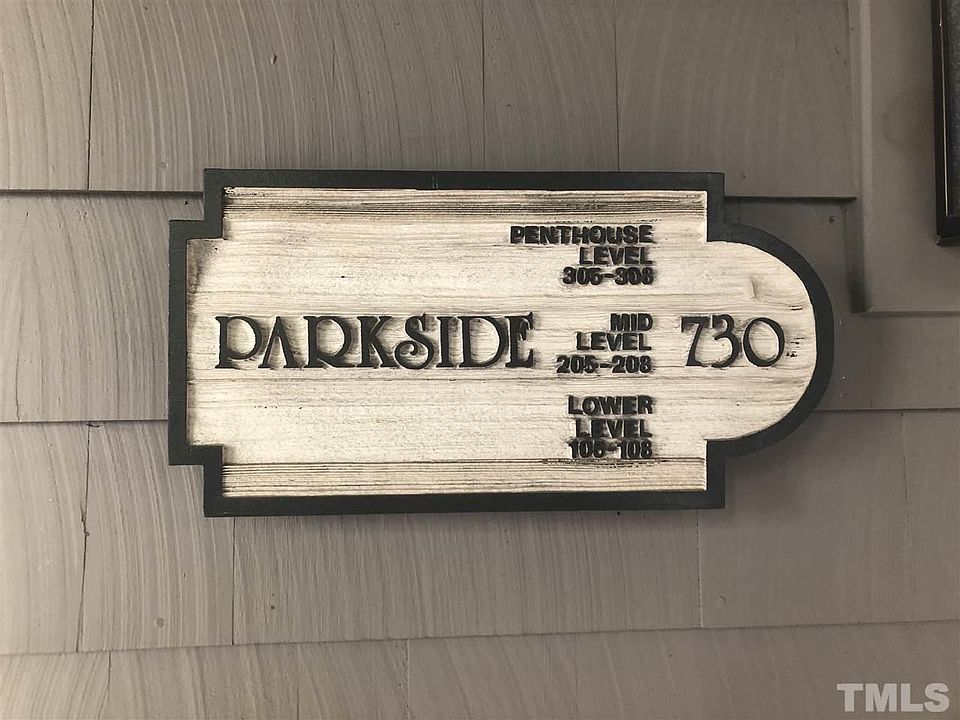 PARKSIDE
PENTHOUSE
LEVEL
305-308
MID
LEVEL
205-208
LOWER
LEVEL
105-108
730
TMLS